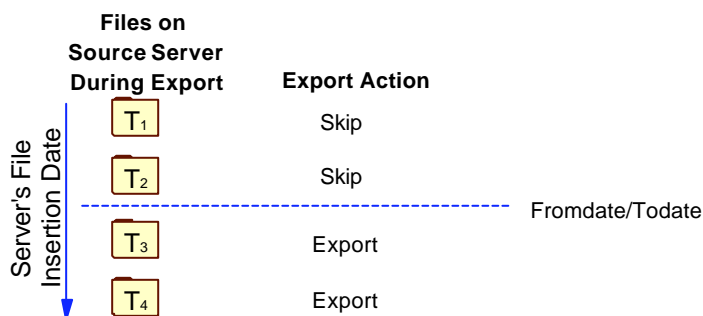 Files on
Source Server
During Export
Export Action
Server's File
Insertion Date
T1
Skip
T2
Skip
Fromdate/Todate
T3
Export
T4
Export